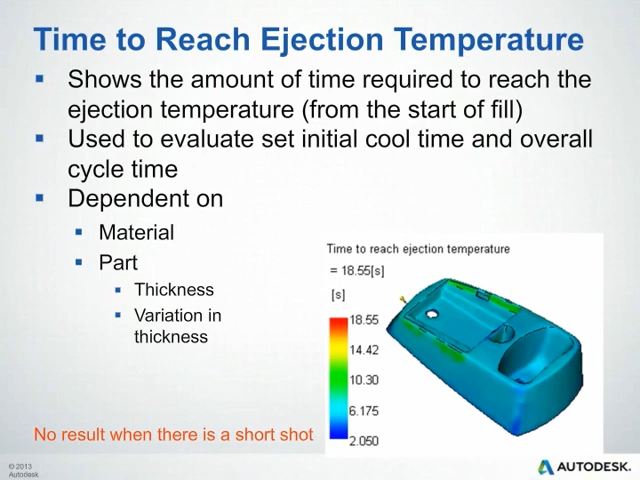 Time to Reach Ejection Temperature
▪ Shows the amount of time required to reach the
ejection temperature (from the start of fill)
▪ Used to evaluate set initial cool time and overall
cycle time
▪ Dependent on
▪ Material
▪ Part
▪ Thickness
▪ Variation in
thickness
Time to reach ejection temperature
= 18.55[s]
[s]
18.55
14.42
10.30
6.175
2.050
No result when there is a short shot
© 2013
Autodesk
AUTODESK.